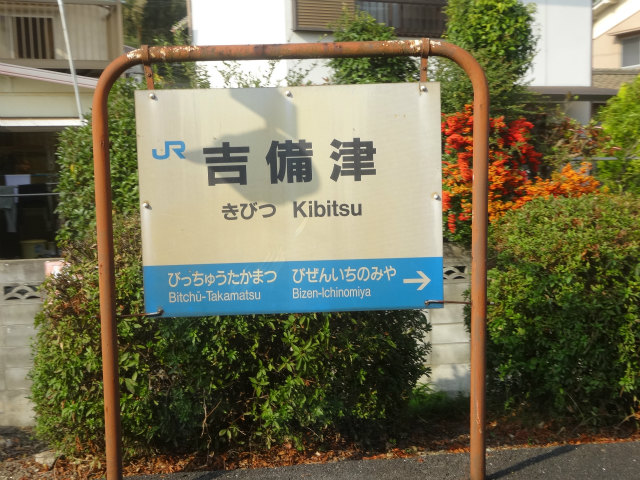 JR 吉備津
きびつ Kibitsu
びっちゅうたかまつ びぜんいちのみや →
Bitchū-Takamatsu Bizen-Ichinomiya